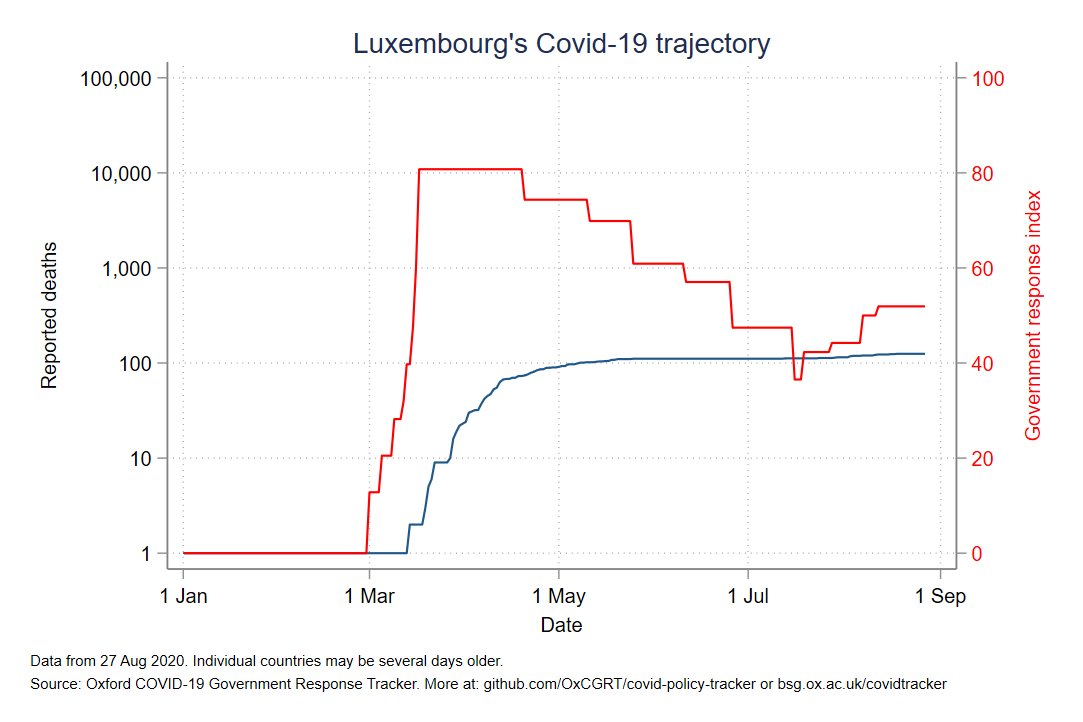 Luxembourg's Covid-19 trajectory
100,000
10,000
1,000
100
10
1
Reported deaths
100
80
60
40
20
0
Government response index
1 Jan
1 Mar
1 May
1 Jul
1 Sep
Date
Data from 27 Aug 2020. Individual countries may be several days older.
Source: Oxford COVID-19 Government Response Tracker. More at: github.com/OxCGRT/covid-policy-tracker or bsg.ox.ac.uk/covidtracker